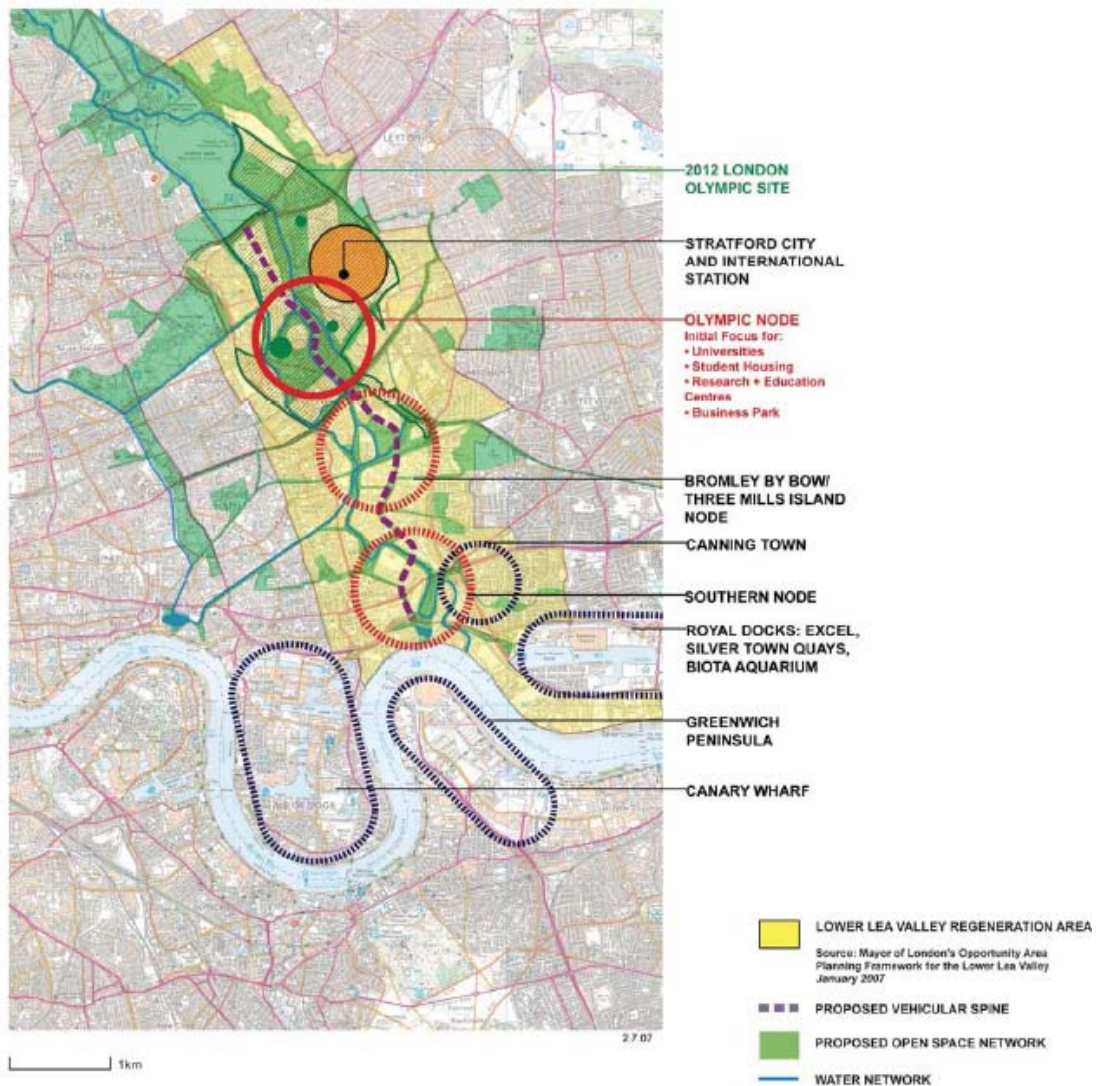 LEYTON
HACKNEY
2012 LONDON
OLYMPIC SITE
STRATFORD CITY
AND INTERNATIONAL
STATION
OLYMPIC NODE
Initial Focus for:
• Universities
• Student Housing
• Research + Education
Centres
• Business Park
BROMLEY BY BOW/
THREE MILLS ISLAND
NODE
CANNING TOWN
SOUTHERN NODE
ROYAL DOCKS: EXCEL,
SILVER TOWN QUAYS,
BIOTA AQUARIUM
GREENWICH
PENINSULA
CANARY WHARF
LOWER LEA VALLEY REGENERATION AREA
Source: Mayor of London's Opportunity Area
Planning Framework for the Lower Lea Valley
January 2007
PROPOSED VEHICULAR SPINE
2.7.07
PROPOSED OPEN SPACE NETWORK
1km
WATER NETWORK